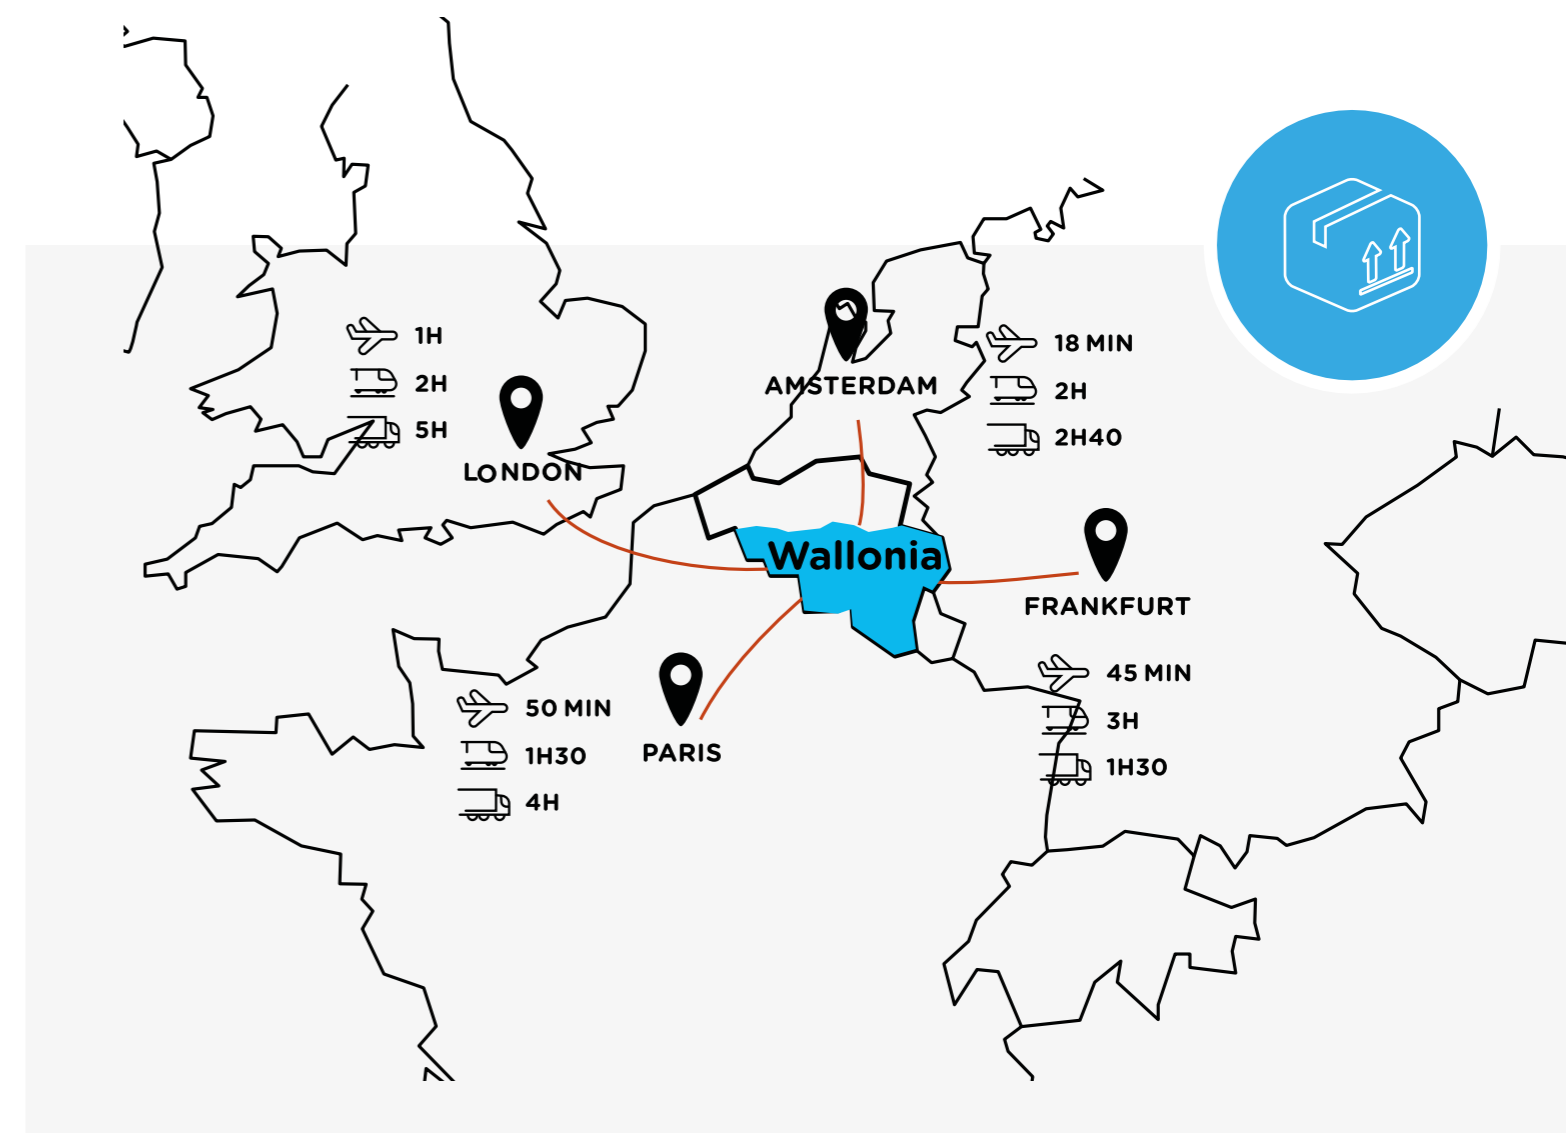 1H
2H
5H
LONDON
AMSTERDAM
18 MIN
2H
2H40
Wallonia
FRANKFURT
45 MIN
3H
1H30
50 MIN
1H30
4H
PARIS